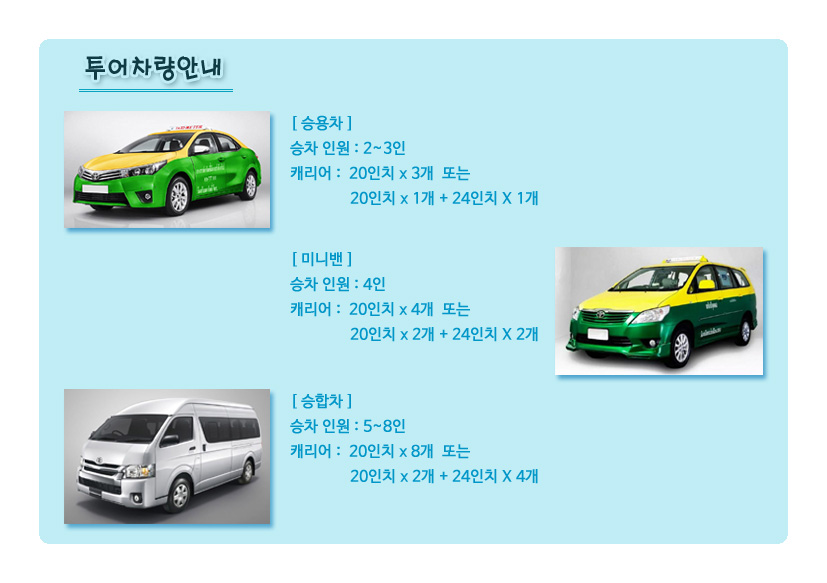 투어차량안내
[ 승용차 ]
승차 인원 : 2~3인
캐리어 : 20인치 x 3개 또는
20인치 x 1개 + 24인치 X 1개
[ 미니밴 ]
승차 인원 : 4인
캐리어 : 20인치 x 4개 또는
20인치 x 2개 + 24인치 X 2개
[ 승합차 ]
승차 인원 : 5~8인
캐리어 : 20인치 x 8개 또는
20인치 x 2개 + 24인치 X 4개